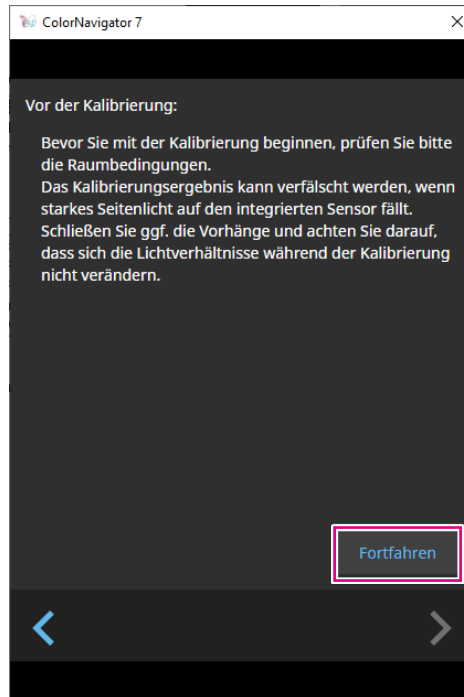 ColorNavigator 7
Vor der Kalibrierung:
Bevor Sie mit der Kalibrierung beginnen, prüfen Sie bitte
die Raumbedingungen.
Das Kalibrierungsergebnis kann verfälscht werden, wenn
starkes Seitenlicht auf den integrierten Sensor fällt.
Schließen Sie ggf. die Vorhänge und achten Sie darauf,
dass sich die Lichtverhältnisse während der Kalibrierung
nicht verändern.
Fortfahren